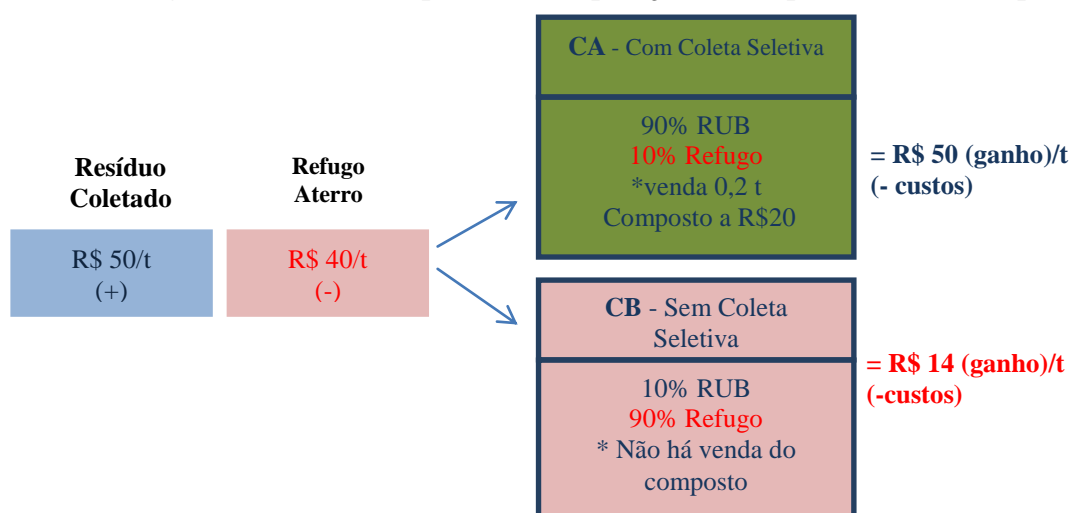 CA - Com Coleta Seletiva
90% RUB
10% Refugo
*venda 0,2 t
Composto a R$20
= R$ 50 (ganho)/t
(- custos)
Resíduo
Coletado
Refugo
Aterro
R$ 50/t
(+)
R$ 40/t
(-)
CB - Sem Coleta
Seletiva
10% RUB
90% Refugo
* Não há venda do
composto
= R$ 14 (ganho)/t
(-custos)